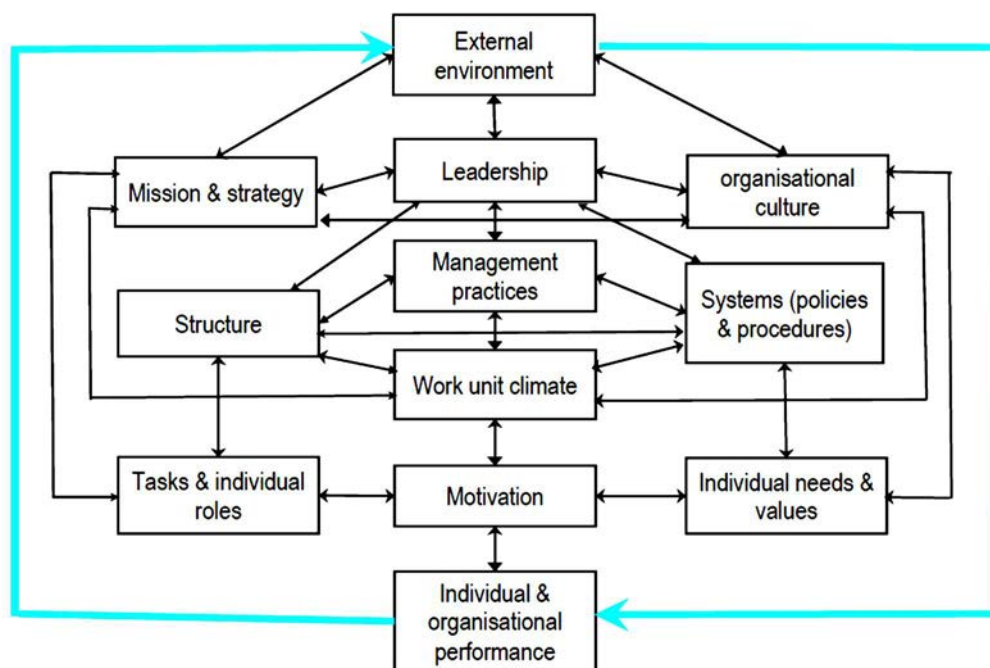 External
environment
Leadership
Mission & strategy
organisational
culture
Management
practices
Structure
Systems (policies
& procedures)
Work unit climate
Tasks & individual
roles
Motivation
Individual needs &
values
Individual &
organisational
performance